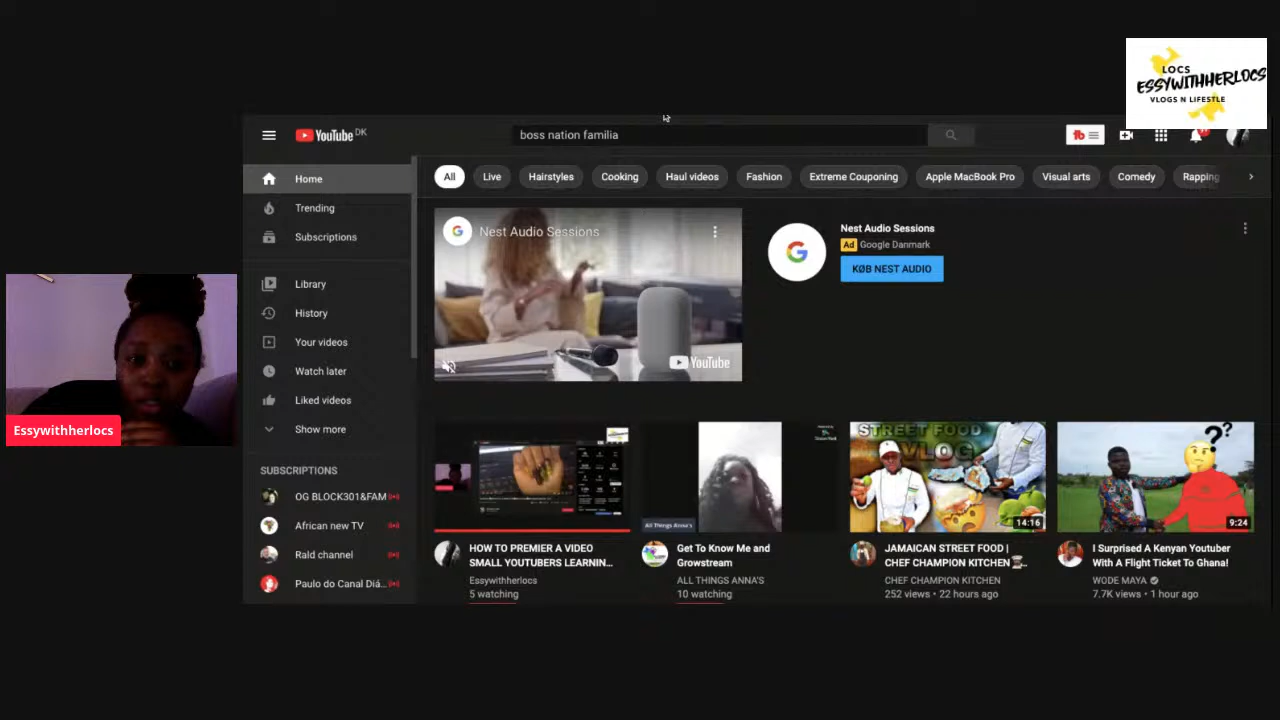 LOCS
ESSYWITHHERLOCS
VLOGS N LIFESTLE
YouTube DK
boss nation familia
Home
Trending
Subscriptions
Library
History
Your videos
Watch later
Liked videos
Show more
SUBSCRIPTIONS
OG BLOCK301&FAM
African new TV
Rald channel
Paulo do Canal Diá...
All
Live
Hairstyles
Cooking
Haul videos
Fashion
Extreme Couponing
Apple MacBook Pro
Visual arts
Comedy
Rapping
Nest Audio Sessions
YouTube
Nest Audio Sessions
Ad Google Danmark
KØB NEST AUDIO
Essywithherlocs
HOW TO PREMIER A VIDEO
SMALL YOUTUBERS LEARNIN...
Essywithherlocs
5 watching
All Things Anna's
Get To Know Me and
Growstream
ALL THINGS ANNA'S
10 watching
STREET FOOD
VLOG
14:16
JAMAICAN STREET FOOD |
CHEF CHAMPION KITCHEN
CHEF CHAMPION KITCHEN
252 views • 22 hours ago
??
9:24
I Surprised A Kenyan Youtuber
With A Flight Ticket To Ghana!
WODE MAYA
7.7K views • 1 hour ago